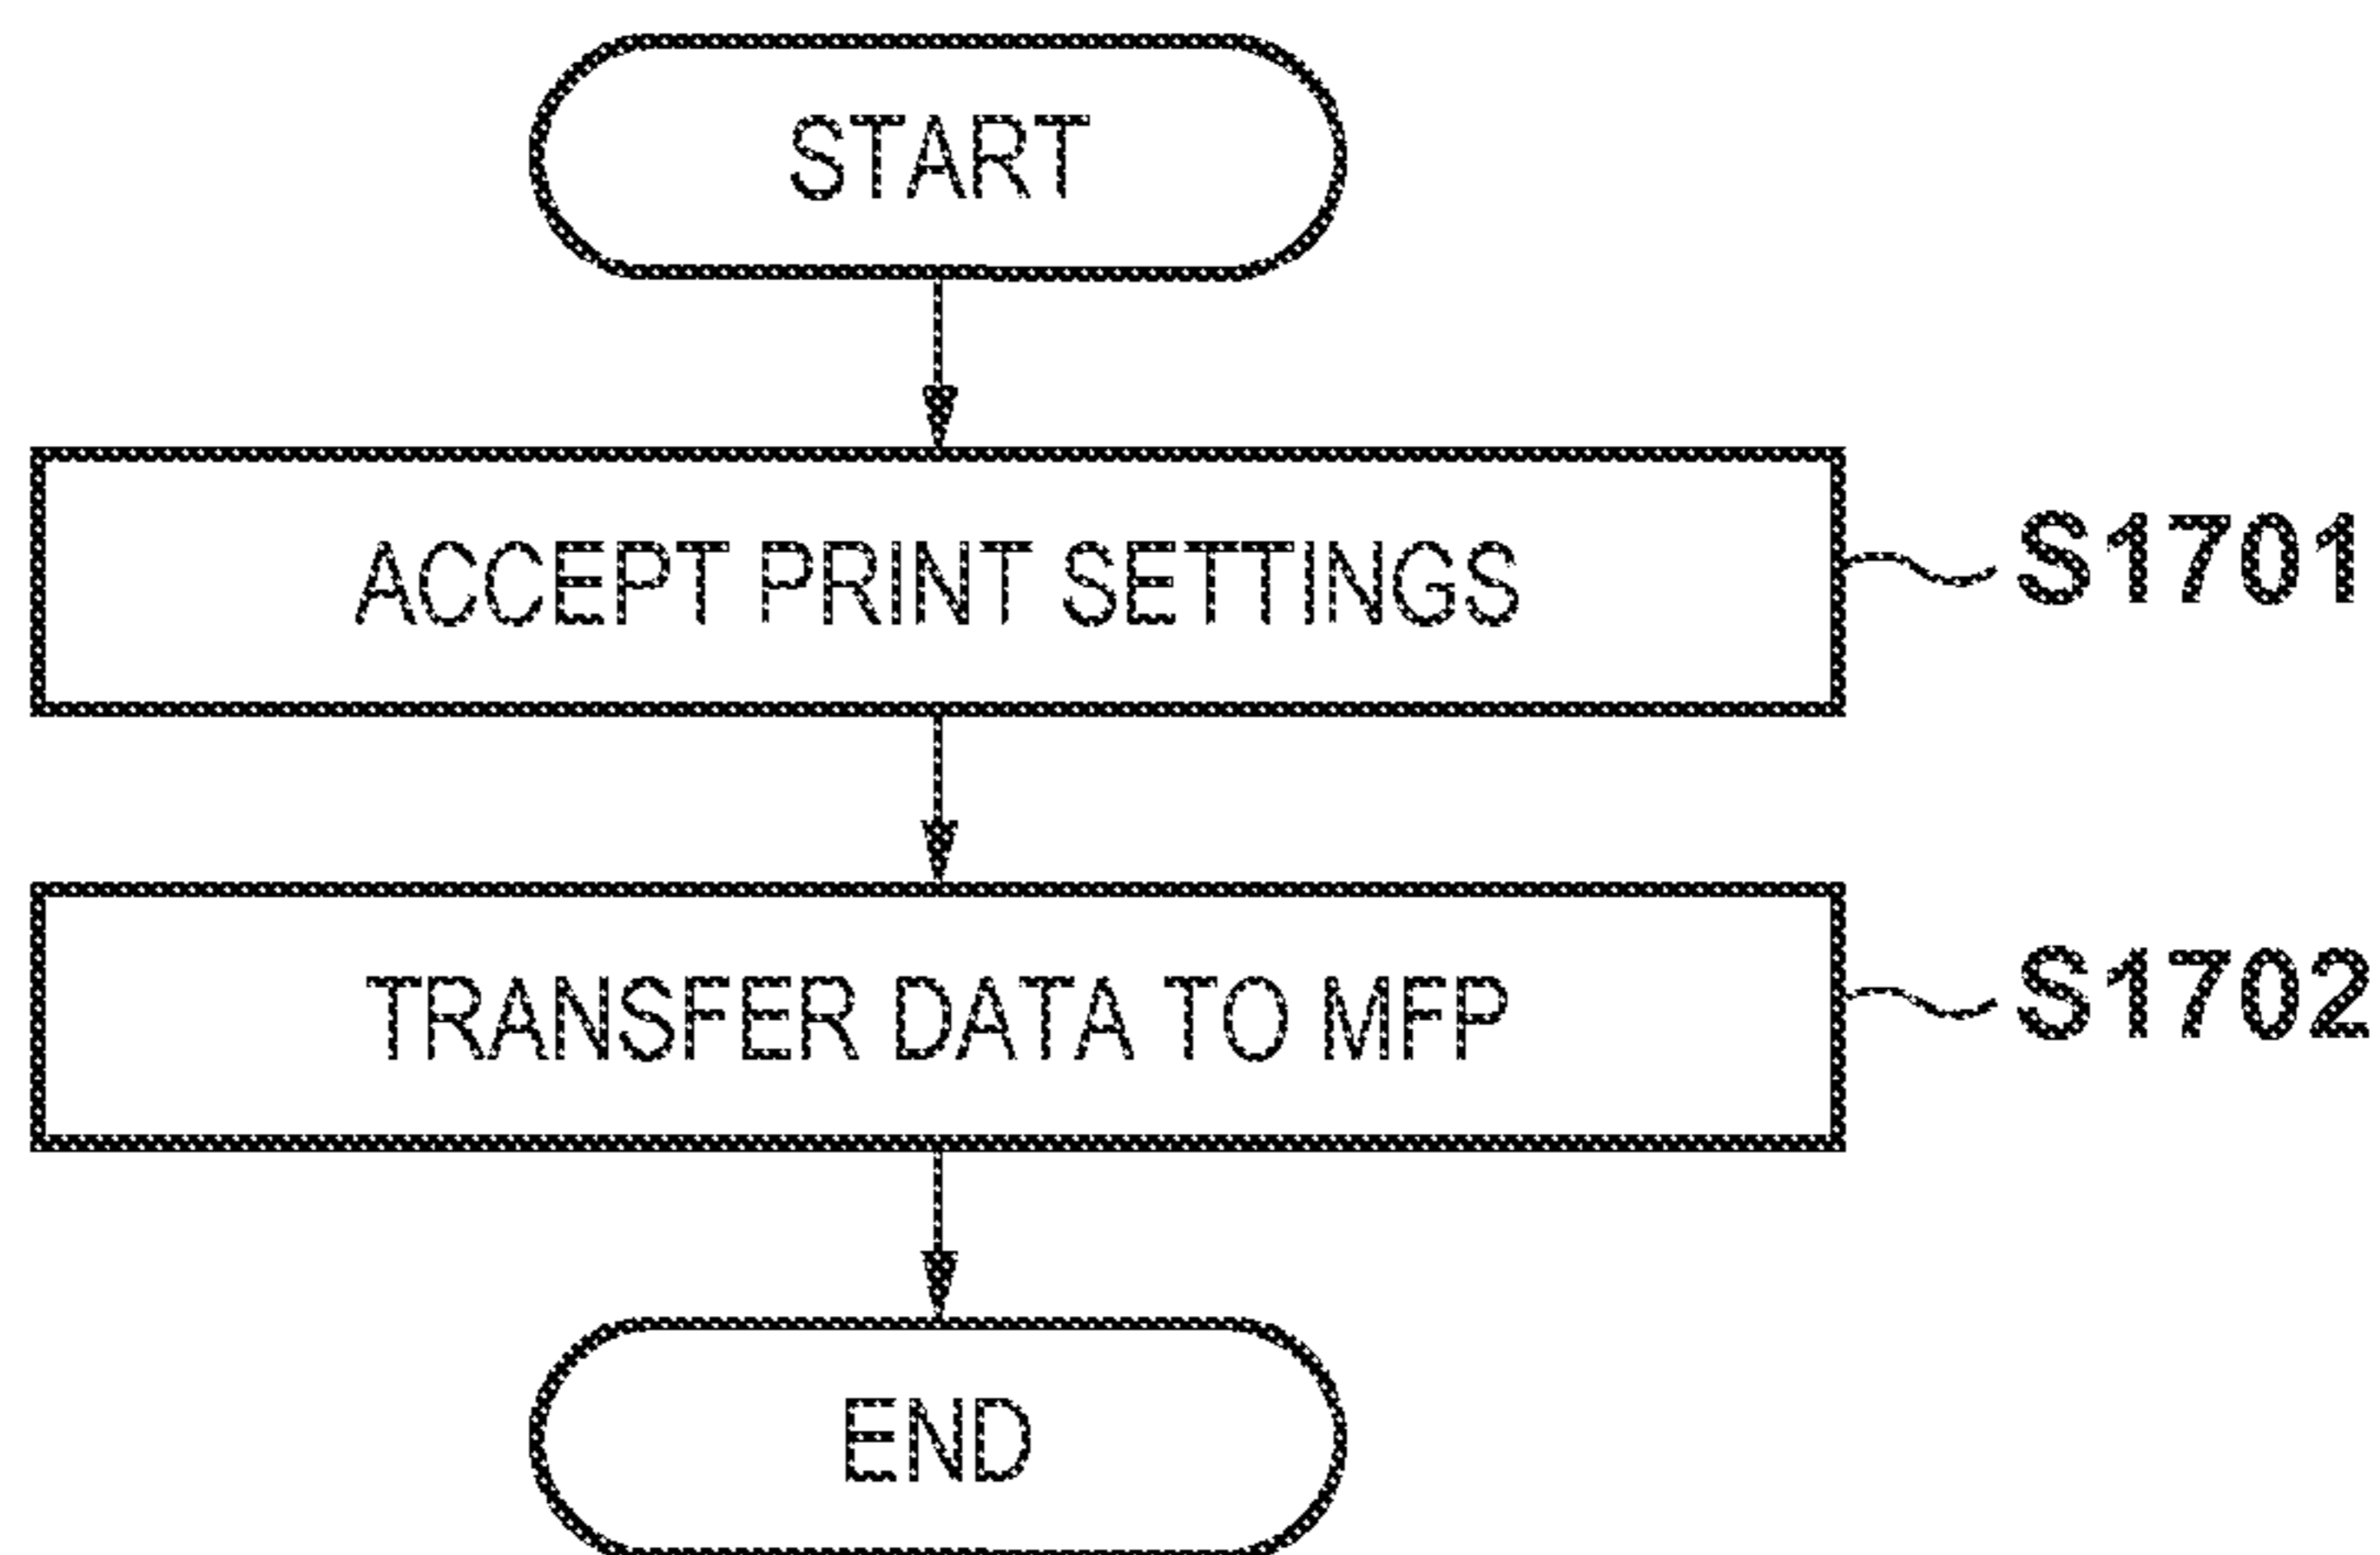 START
ACCEPT PRINT SETTINGS
S1701
TRANSFER DATA TO MFP
S1702
END